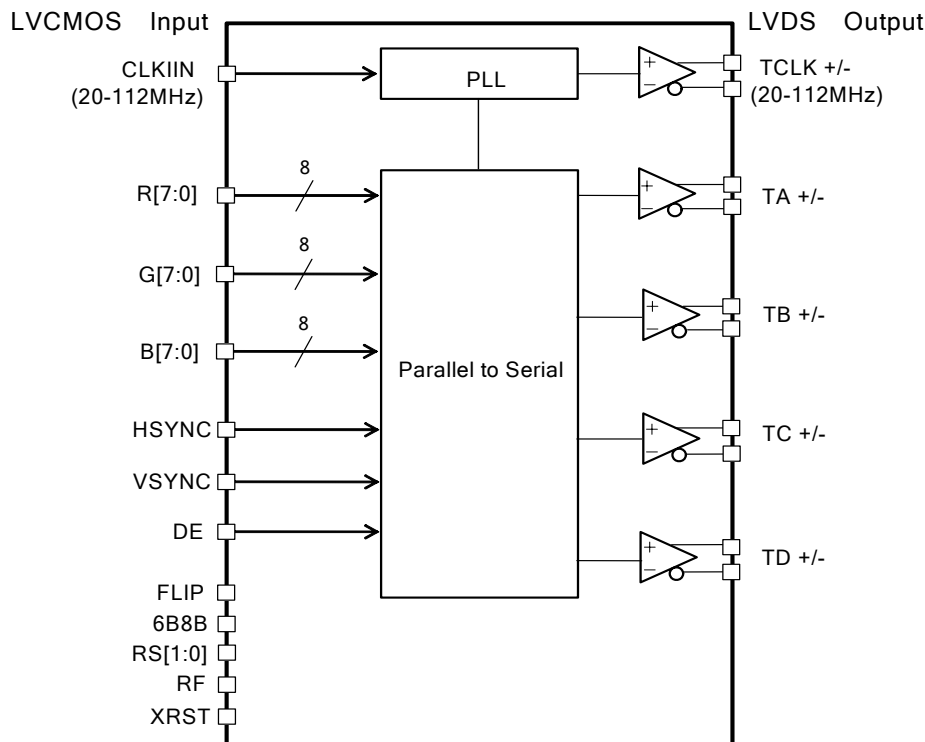 LVCMOS Input
LVDS Output
CLKIIN
(20-112MHz)
PLL
+
−
TCLK +/-
(20-112MHz)
R[7:0]
8
+
−
TA +/-
G[7:0]
8
+
−
TB +/-
B[7:0]
8
Parallel to Serial
HSYNC
+
−
TC +/-
VSYNC
DE
+
−
TD +/-
FLIP
6B8B
RS[1:0]
RF
XRST